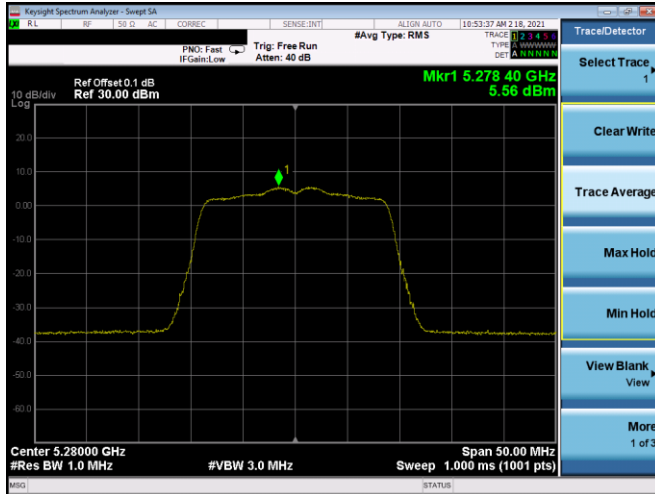 Keysight Spectrum Analyzer - Swept SA
RL RF 50 Ω AC CORREC SENSE:INT ALIGN AUTO 10:53:37 AM 2 18, 2021
#Avg Type: RMS
TRACE 1 2 3 4 5 6
PNO: Fast Trig: Free Run TYPE A WWWWW
IFGain:Low Atten: 40 dB DET A N N N N N
Mkr1 5.278 40 GHz
Ref Offset 0.1 dB
10 dB/div Ref 30.00 dBm 5.56 dBm
Log
20.0
10.0
1
0.00
-10.0
-20.0
-30.0
-40.0
-50.0
-60.0
Center 5.28000 GHz Span 50.00 MHz
#Res BW 1.0 MHz #VBW 3.0 MHz Sweep 1.000 ms (1001 pts)
MSG STATUS
Trace/Detector
Select Trace
1
Clear Write
Trace Average
Max Hold
Min Hold
View Blank
View
More
1 of 3